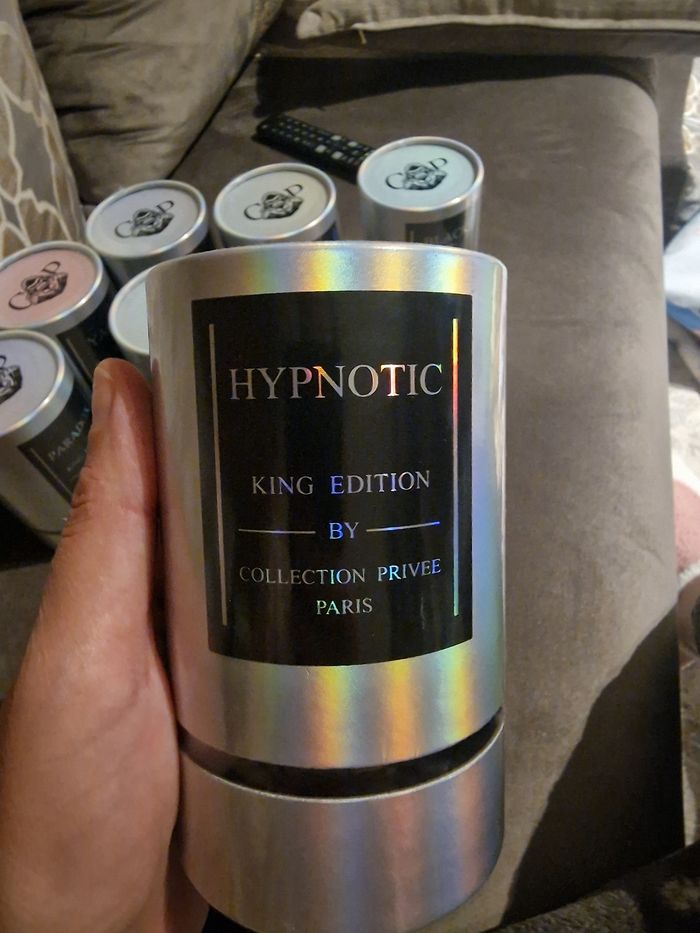 HYPNOTIC
KING EDITION
BY
COLLECTION PRIVEE
PARIS